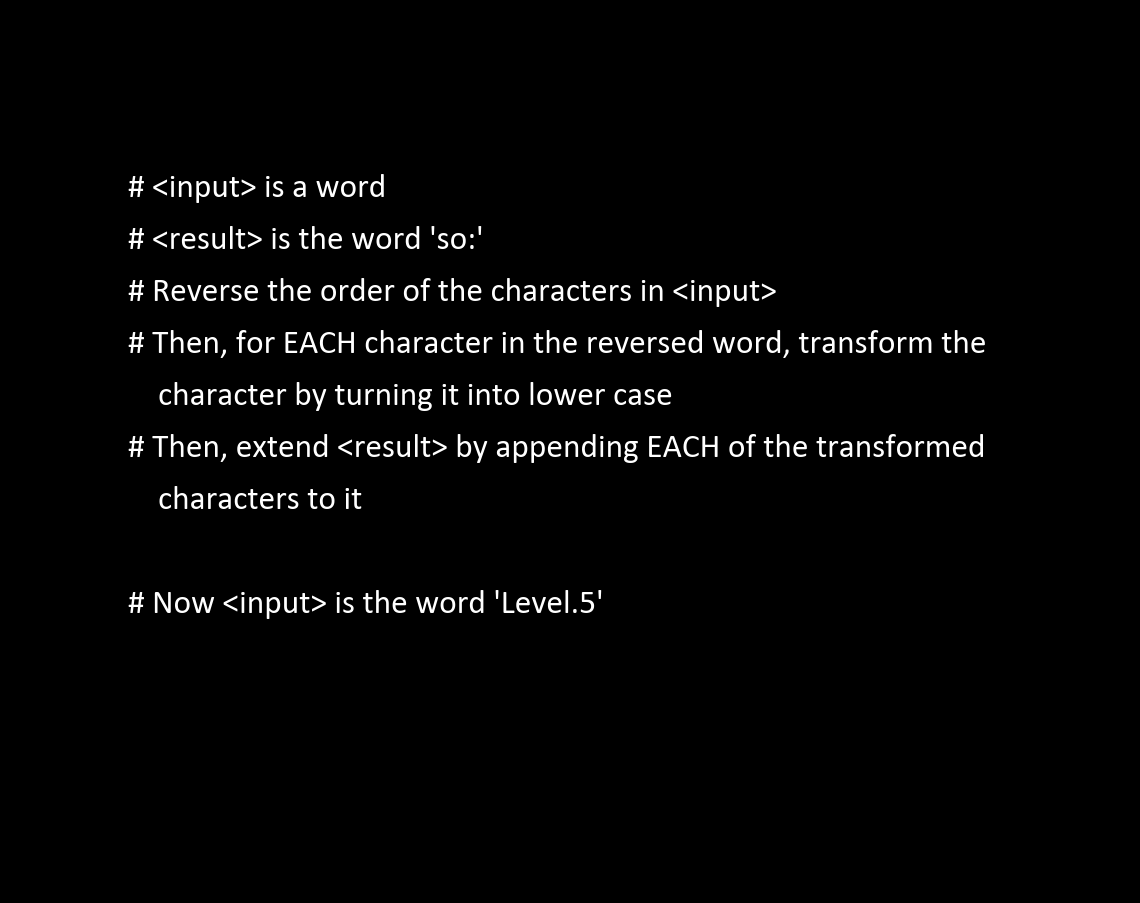 # <input> is a word
# <result> is the word 'so:'
# Reverse the order of the characters in <input>
# Then, for EACH character in the reversed word, transform the
character by turning it into lower case
# Then, extend <result> by appending EACH of the transformed
characters to it
# Now <input> is the word 'Level.5'